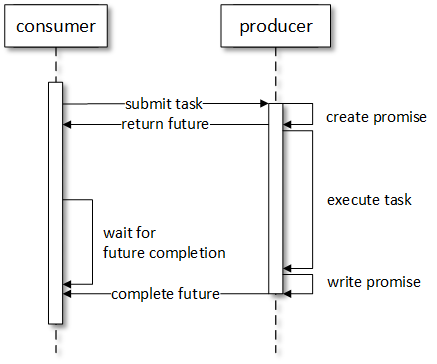 consumer
producer
submit task
return future
create promise
execute task
wait for
future completion
write promise
complete future